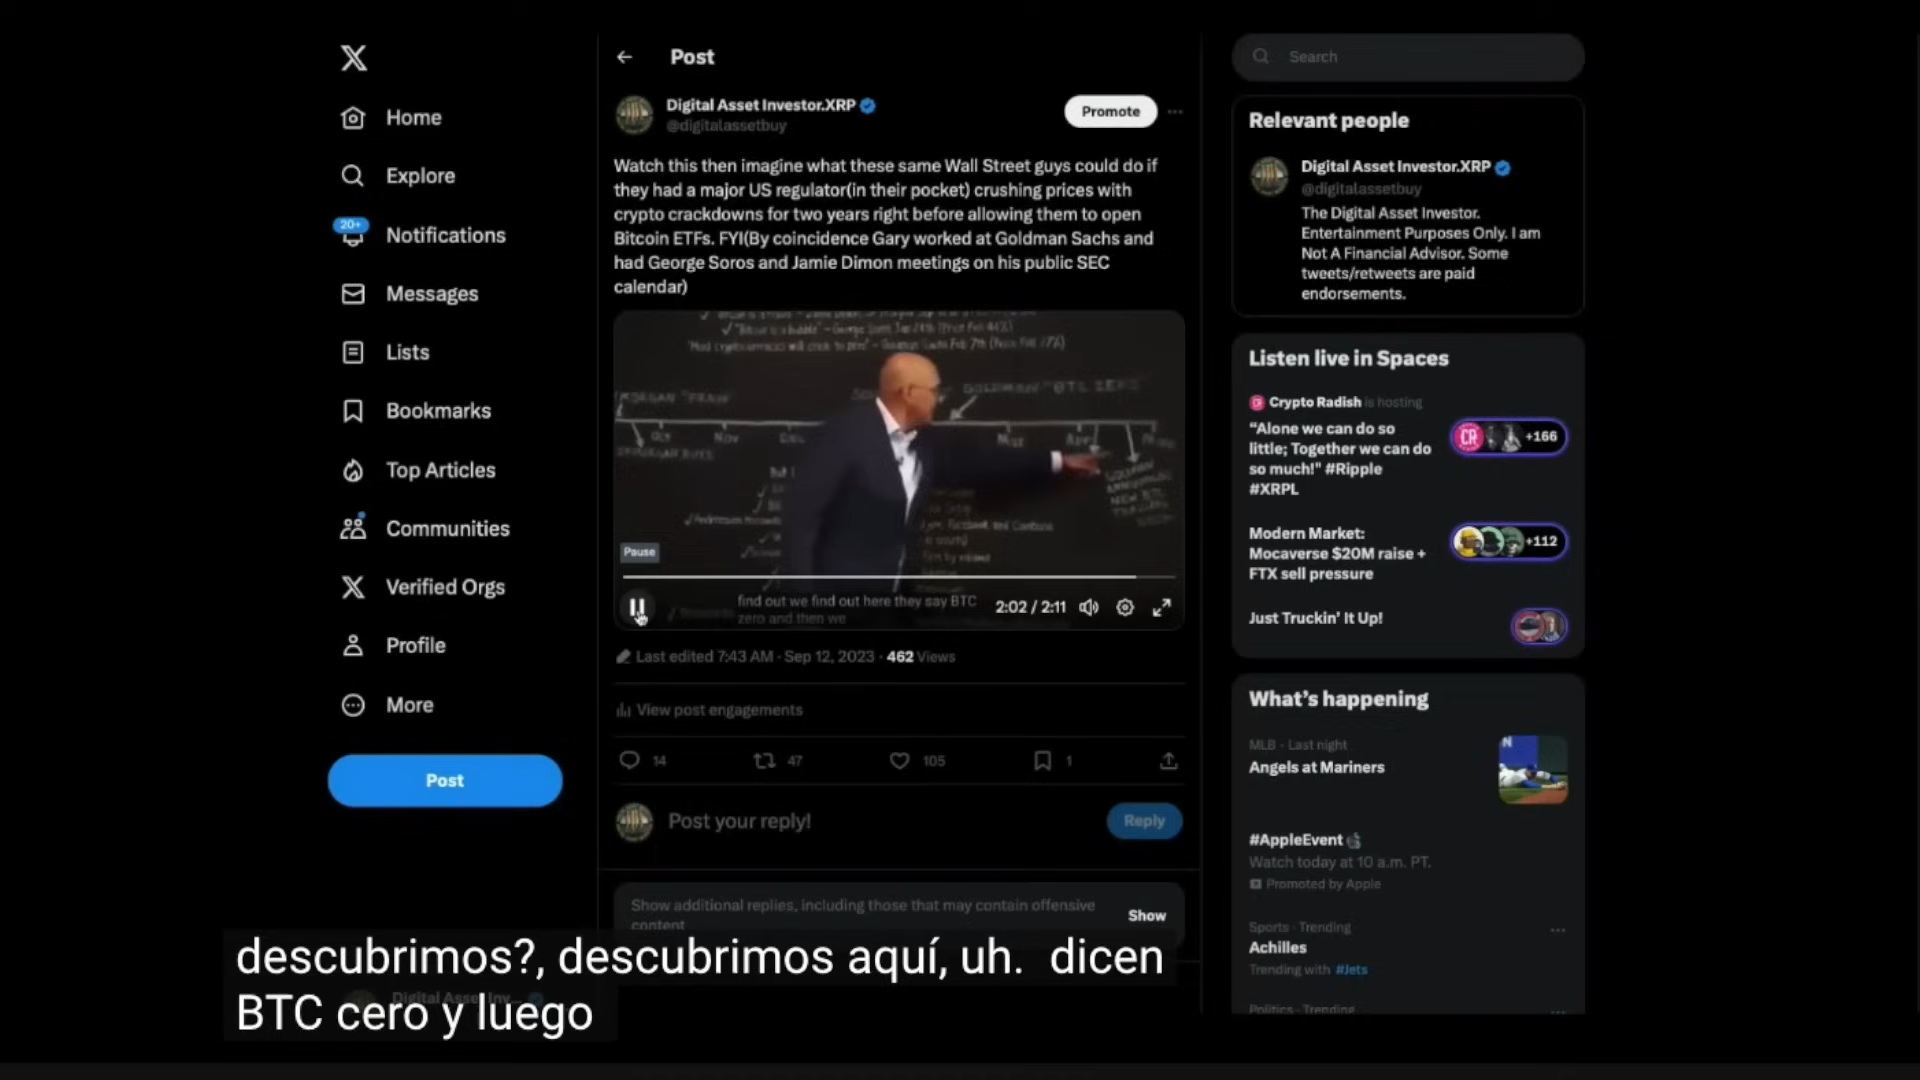 Home
Explore
20+
Notifications
Messages
Lists
Bookmarks
Top Articles
Communities
Verified Orgs
Profile
More
Post
Post
Digital Asset Investor.XRP
@digitalassetbuy
Promote
Watch this then imagine what these same Wall Street guys could do if
they had a major US regulator(in their pocket) crushing prices with
crypto crackdowns for two years right before allowing them to open
Bitcoin ETFs. FYI(By coincidence Gary worked at Goldman Sachs and
had George Soros and Jamie Dimon meetings on his public SEC
calendar)
Nov
Mar
Pause
find out we find out here they say BTC
zero and then we
2:02 / 2:11
Last edited 7:43 AM · Sep 12, 2023 · 462 Views
View post engagements
14
47
105
1
Post your reply!
Reply
Show additional replies, including those that may contain offensive
content
Show
Search
Relevant people
Digital Asset Investor.XRP
@digitalassetbuy
The Digital Asset Investor.
Entertainment Purposes Only. I am
Not A Financial Advisor. Some
tweets/retweets are paid
endorsements.
Listen live in Spaces
CR Crypto Radish is hosting
“Alone we can do so
little; Together we can do
so much!" #Ripple
#XRPL
CR
+166
Modern Market:
Mocaverse $20M raise +
FTX sell pressure
+112
Just Truckin' It Up!
What’s happening
MLB · Last night
Angels at Mariners
#AppleEvent
Watch today at 10 a.m. PT.
Promoted by Apple
Sports · Trending
Achilles
Trending with #Jets
Politics · Trending
Digital Asset Inv...
descubrimos?, descubrimos aquí, uh. dicen
BTC cero y luego